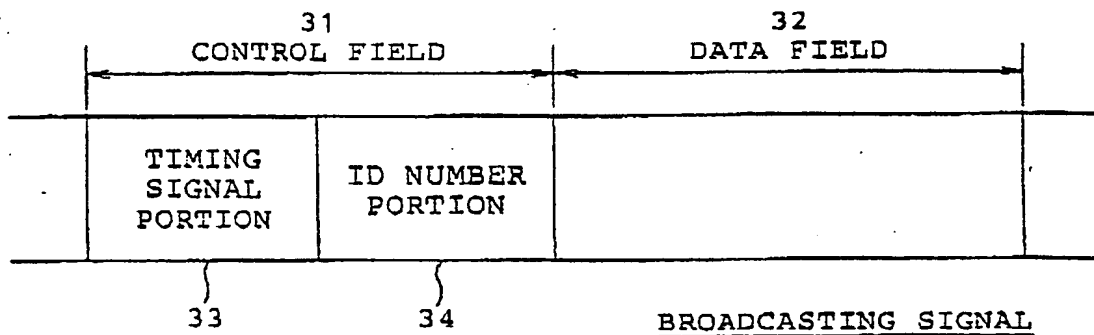 31 32
CONTROL FIELD DATA FIELD
TIMING
SIGNAL
PORTION
ID NUMBER
PORTION
33 34
BROADCASTING SIGNAL